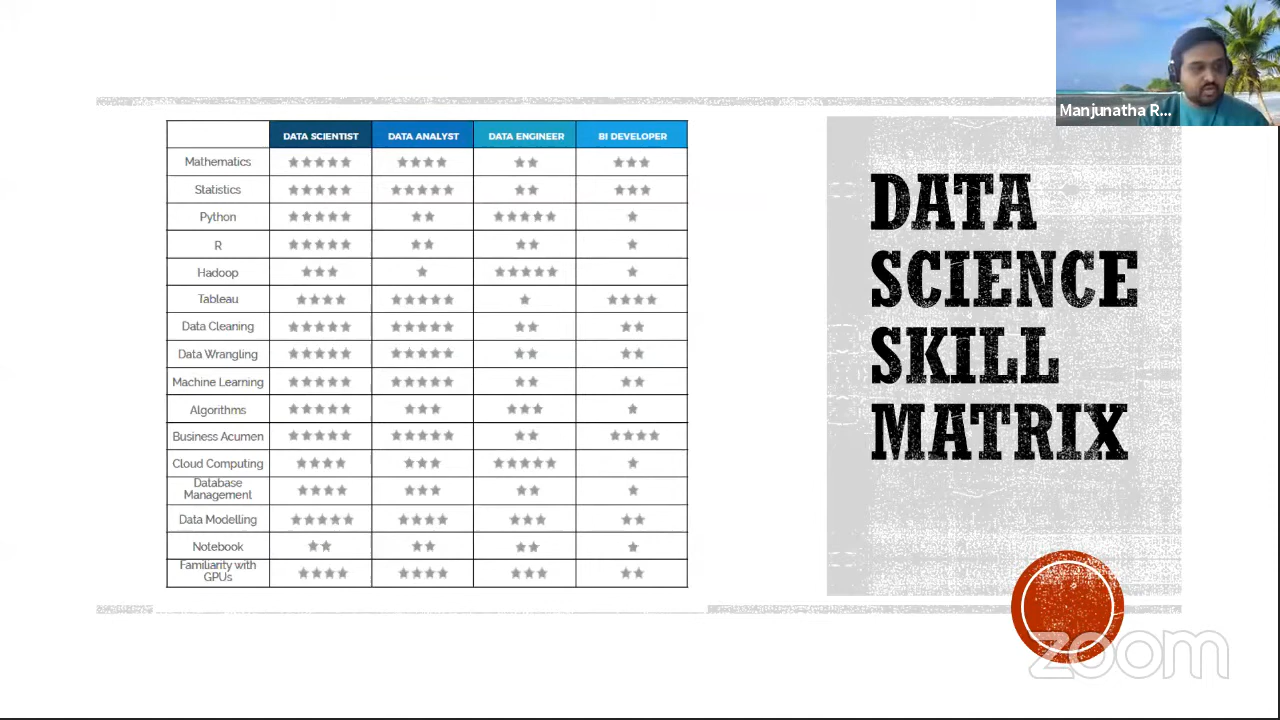 Manjunatha R...
DATA SCIENTIST DATA ANALYST DATA ENGINEER BI DEVELOPER
Mathematics ★★★★★ ★★★★ ★★ ★★★
Statistics ★★★★★ ★★★★★ ★★ ★★★
Python ★★★★★ ★★ ★★★★★ ★
R ★★★★★ ★★ ★★ ★
Hadoop ★★★ ★ ★★★★★ ★
Tableau ★★★★ ★★★★★ ★ ★★★★
Data Cleaning ★★★★★ ★★★★★ ★★ ★★
Data Wrangling ★★★★★ ★★★★★ ★★ ★★
Machine Learning ★★★★★ ★★★★★ ★★ ★★
Algorithms ★★★★★ ★★★ ★★★ ★
Business Acumen ★★★★★ ★★★★★ ★★ ★★★★
Cloud Computing ★★★★ ★★★ ★★★★★ ★
Database
Management ★★★★ ★★★ ★★ ★
Data Modelling ★★★★★ ★★★★ ★★★ ★★
Notebook ★★ ★★ ★★ ★
Familiarity with
GPUs ★★★★ ★★★★ ★★★ ★★
DATA
SCIENCE
SKILL
MATRIX
zoom